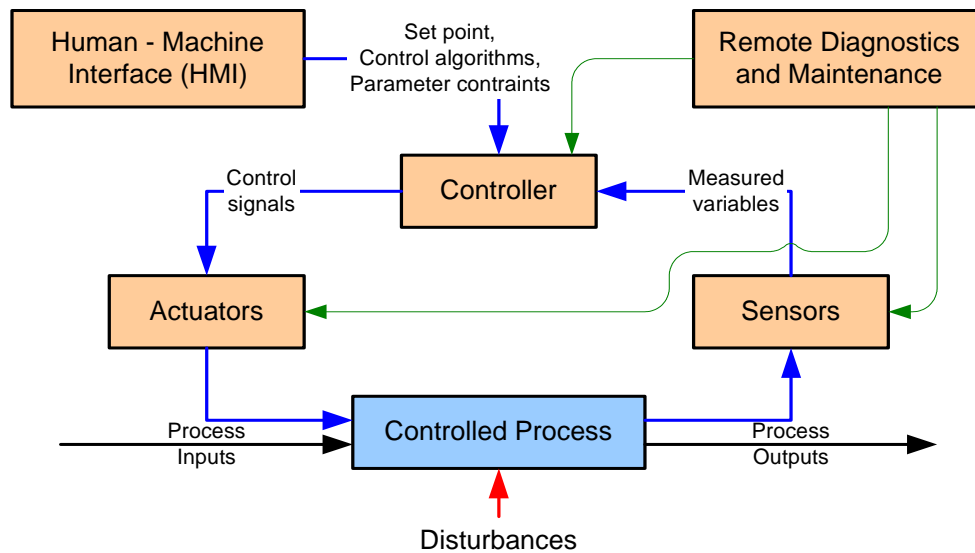 Human - Machine
Interface (HMI)
Set point,
Control algorithms,
Parameter contraints
Remote Diagnostics
and Maintenance
Control
signals
Controller
Measured
variables
Actuators
Sensors
Process
Inputs
Controlled Process
Process
Outputs
Disturbances